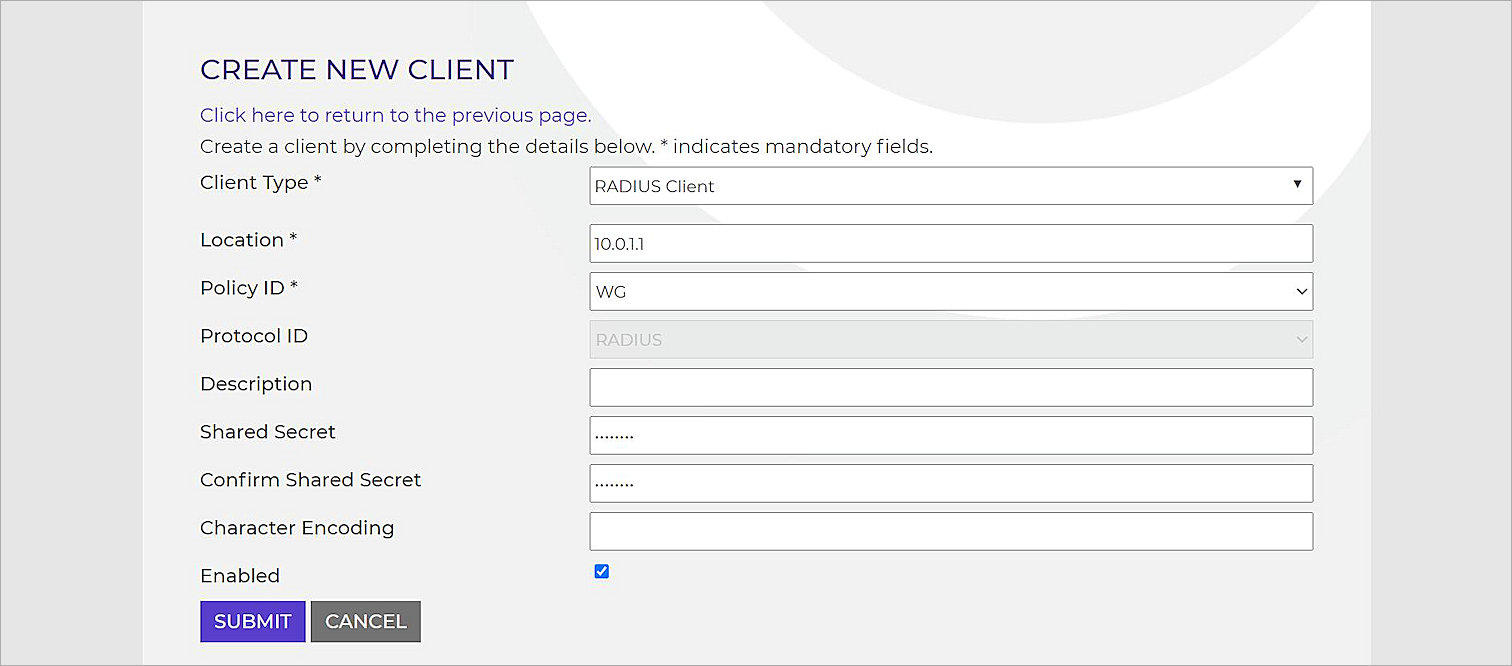 CREATE NEW CLIENT
Click here to return to the previous page.
Create a client by completing the details below. * indicates mandatory fields.
Client Type * RADIUS Client ▼
Location * 10.0.1.1
Policy ID * WG
Protocol ID RADIUS
Description
Shared Secret ········
Confirm Shared Secret ········
Character Encoding
Enabled
SUBMIT CANCEL